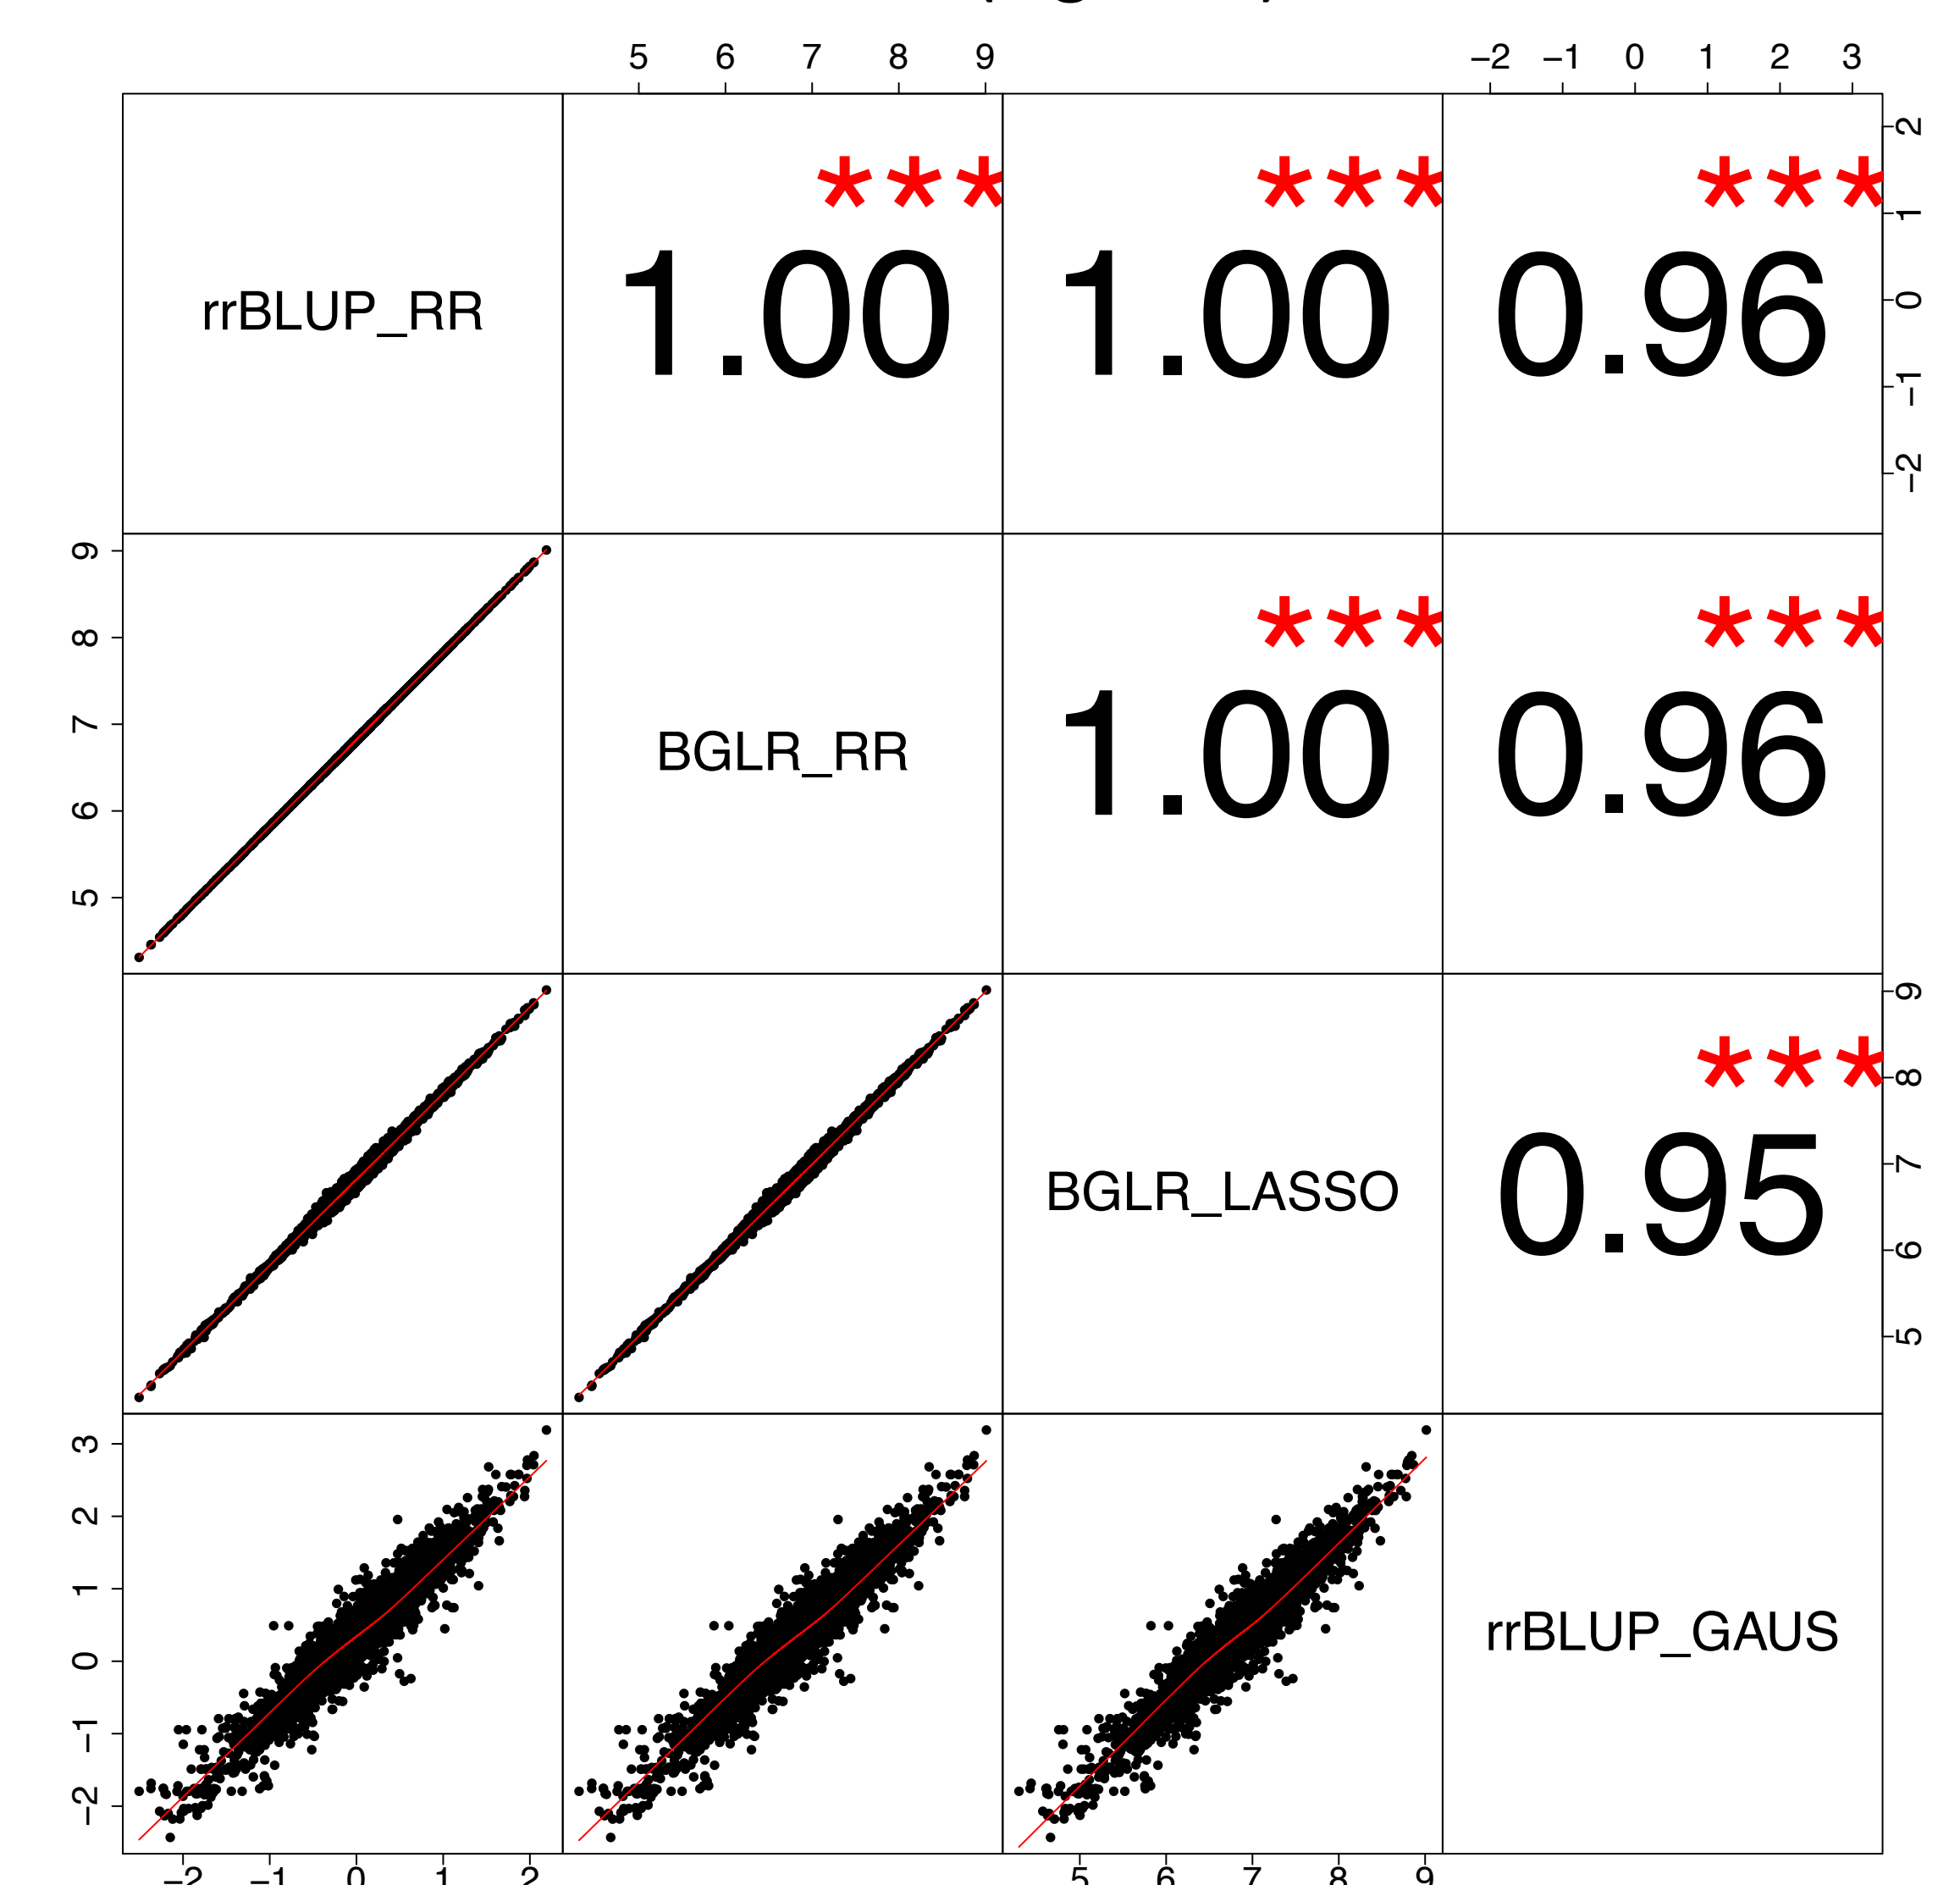 5 6 7 8 9 −2 −1 0 1 2 3
rrBLUP_RR *** 1.00 *** 1.00 *** 0.96
2 1 0 −1 −2
9 8 7 6 5
BGLR_RR *** 1.00 *** 0.96
BGLR_LASSO *** 0.95
9 8 7 6 5
3 2 1 0 −1 −2
rrBLUP_GAUS
−2 −1 0 1 2 5 6 7 8 9